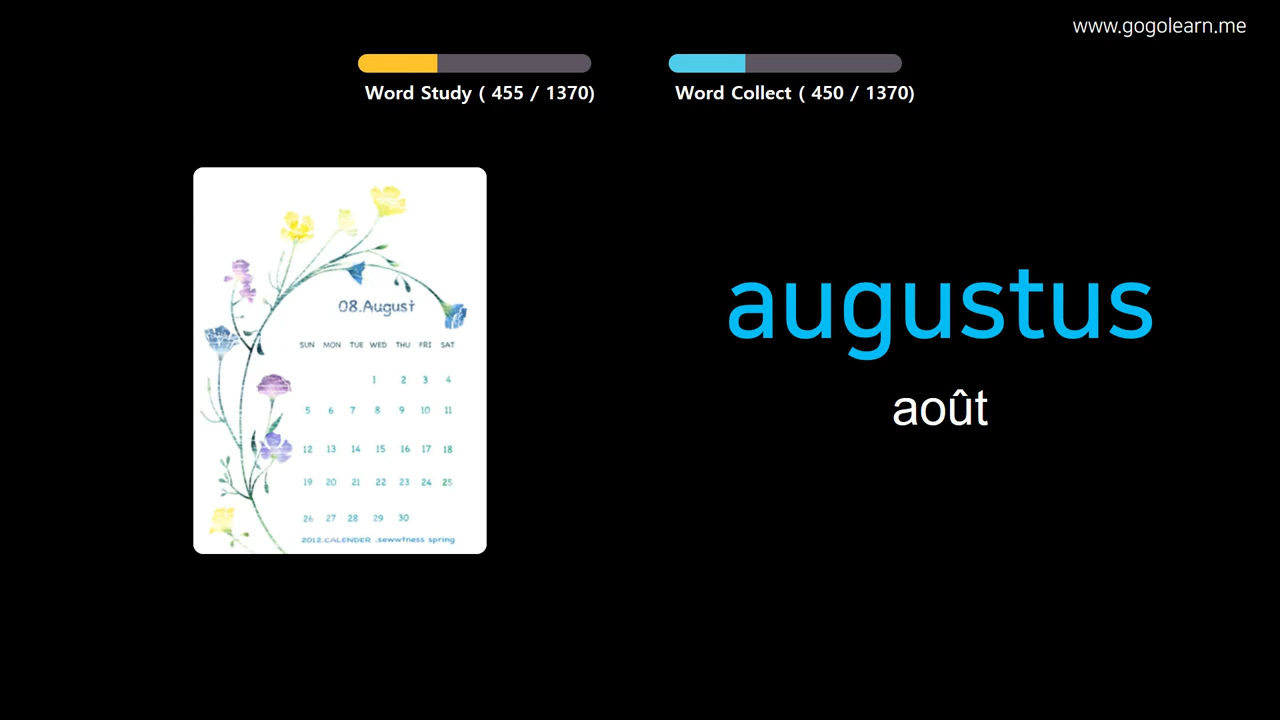 www.gogolearn.me
Word Study ( 455 / 1370)
Word Collect ( 450 / 1370)
08.August
SUN MON TUE WED THU FRI SAT
1 2 3 4
5 6 7 8 9 10 11
12 13 14 15 16 17 18
19 20 21 22 23 24 25
26 27 28 29 30
2012.CALENDER .sewwtness spring
augustus
août